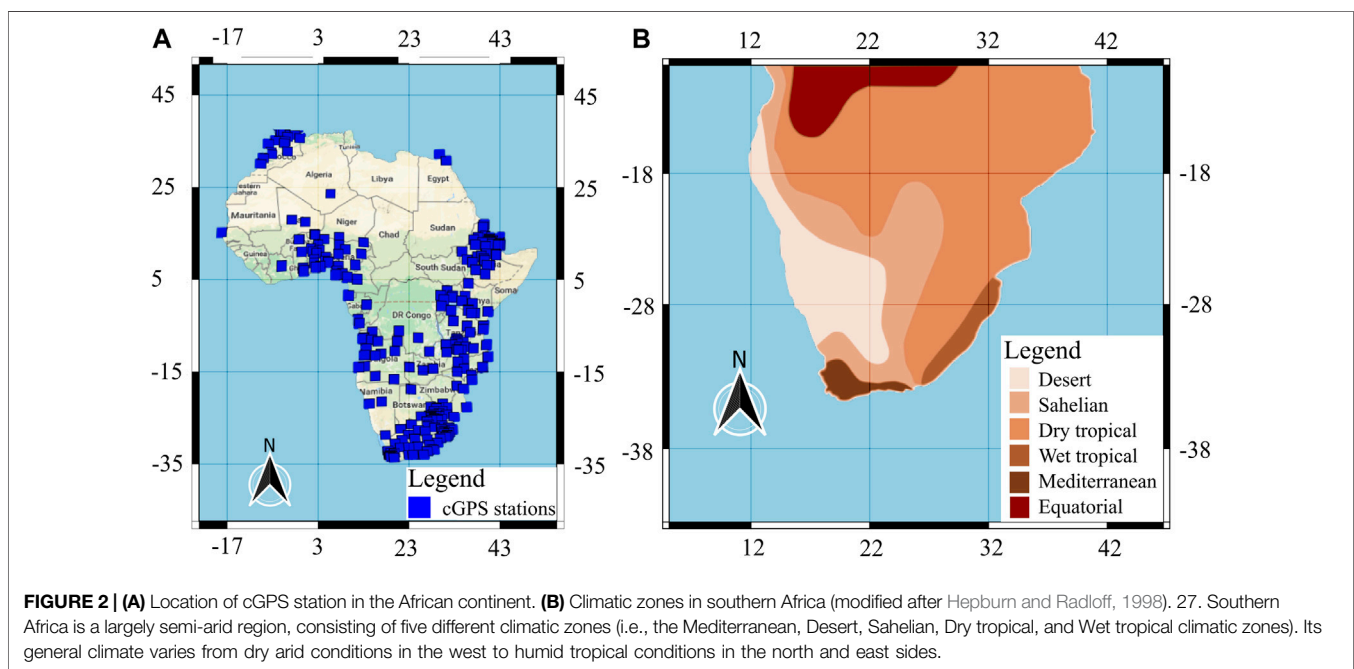 A
B
-17 3 23 43
12 22 32 42
45 45
25 25
5 5
-15 -15
-35 -35
-18 -18
-28 -28
-38 -38
Tunisia
Algeria
Libya
Egypt
Mauritania
Niger
Chad
Sudan
Guinea
South Sudan
Soma
DR Congo
Namibia
Zimbabw
Botswan
N
Legend
cGPS stations
N
Legend
Desert
Sahelian
Dry tropical
Wet tropical
Mediterranean
Equatorial
-17 3 23 43
12 22 32 42
FIGURE 2 | (A) Location of cGPS station in the African continent. (B) Climatic zones in southern Africa (modified after Hepburn and Radloff, 1998). 27. Southern
Africa is a largely semi-arid region, consisting of five different climatic zones (i.e., the Mediterranean, Desert, Sahelian, Dry tropical, and Wet tropical climatic zones). Its
general climate varies from dry arid conditions in the west to humid tropical conditions in the north and east sides.